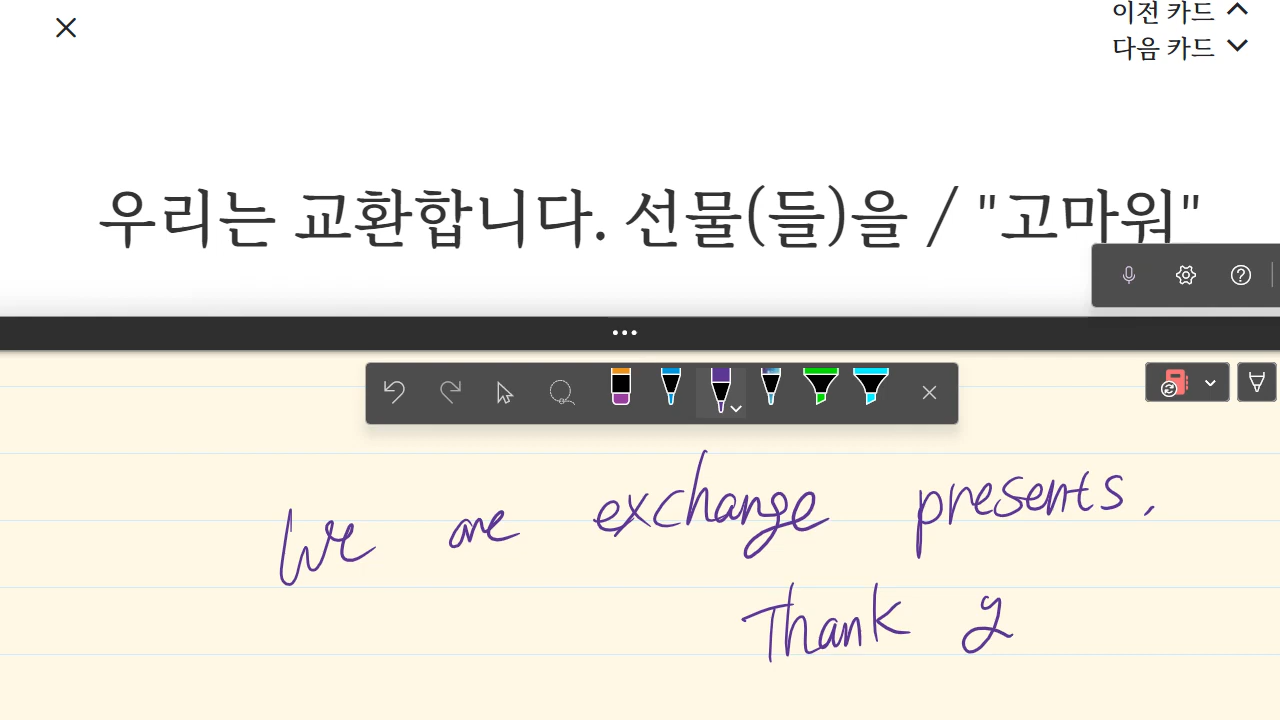 이전 카드
다음 카드
우리는 교환합니다. 선물(들)을 / "고마워"
We are exchange presents,
Thank y